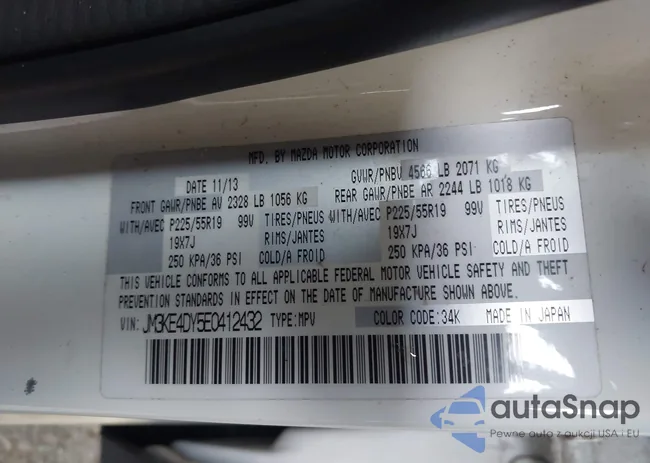 MFD. BY MAZDA MOTOR CORPORATION
DATE 11/13 GVWR/PNBV 4566 LB 2071 KG
FRONT GAWR/PNBE AV 2328 LB 1056 KG REAR GAWR/PNBE AR 2244 LB 1018 KG
WITH/AVEC P225/55R19 99V TIRES/PNEUS WITH/AVEC P225/55R19 99V TIRES/PNEUS
19X7J RIMS/JANTES 19X7J RIMS/JANTES
250 KPA/36 PSI COLD/A FROID 250 KPA/36 PSI COLD/A FROID
THIS VEHICLE CONFORMS TO ALL APPLICABLE FEDERAL MOTOR VEHICLE SAFETY AND THEFT
PREVENTION STANDARDS IN EFFECT ON THE DATE OF MANUFACTURE SHOWN ABOVE.
VIN: JM3KE4DY5E0412432 TYPE:MPV COLOR CODE:34K MADE IN JAPAN
autaSnap
Pewne auto z aukcji USA i EU